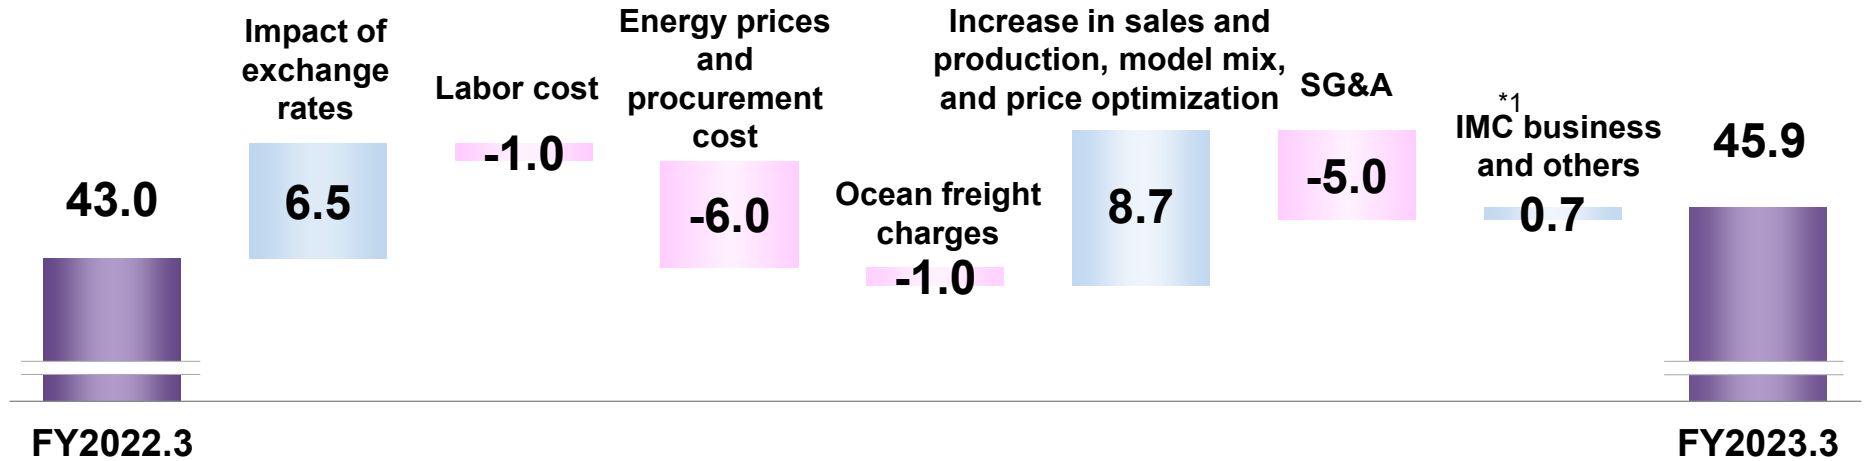 43.0
FY2022.3
Impact of
exchange
rates
6.5
Labor cost
-1.0
Energy prices
and
procurement
cost
-6.0
Ocean freight
charges
-1.0
Increase in sales and
production, model mix,
and price optimization
8.7
SG&A
-5.0
*1
IMC business
and others
0.7
45.9
FY2023.3